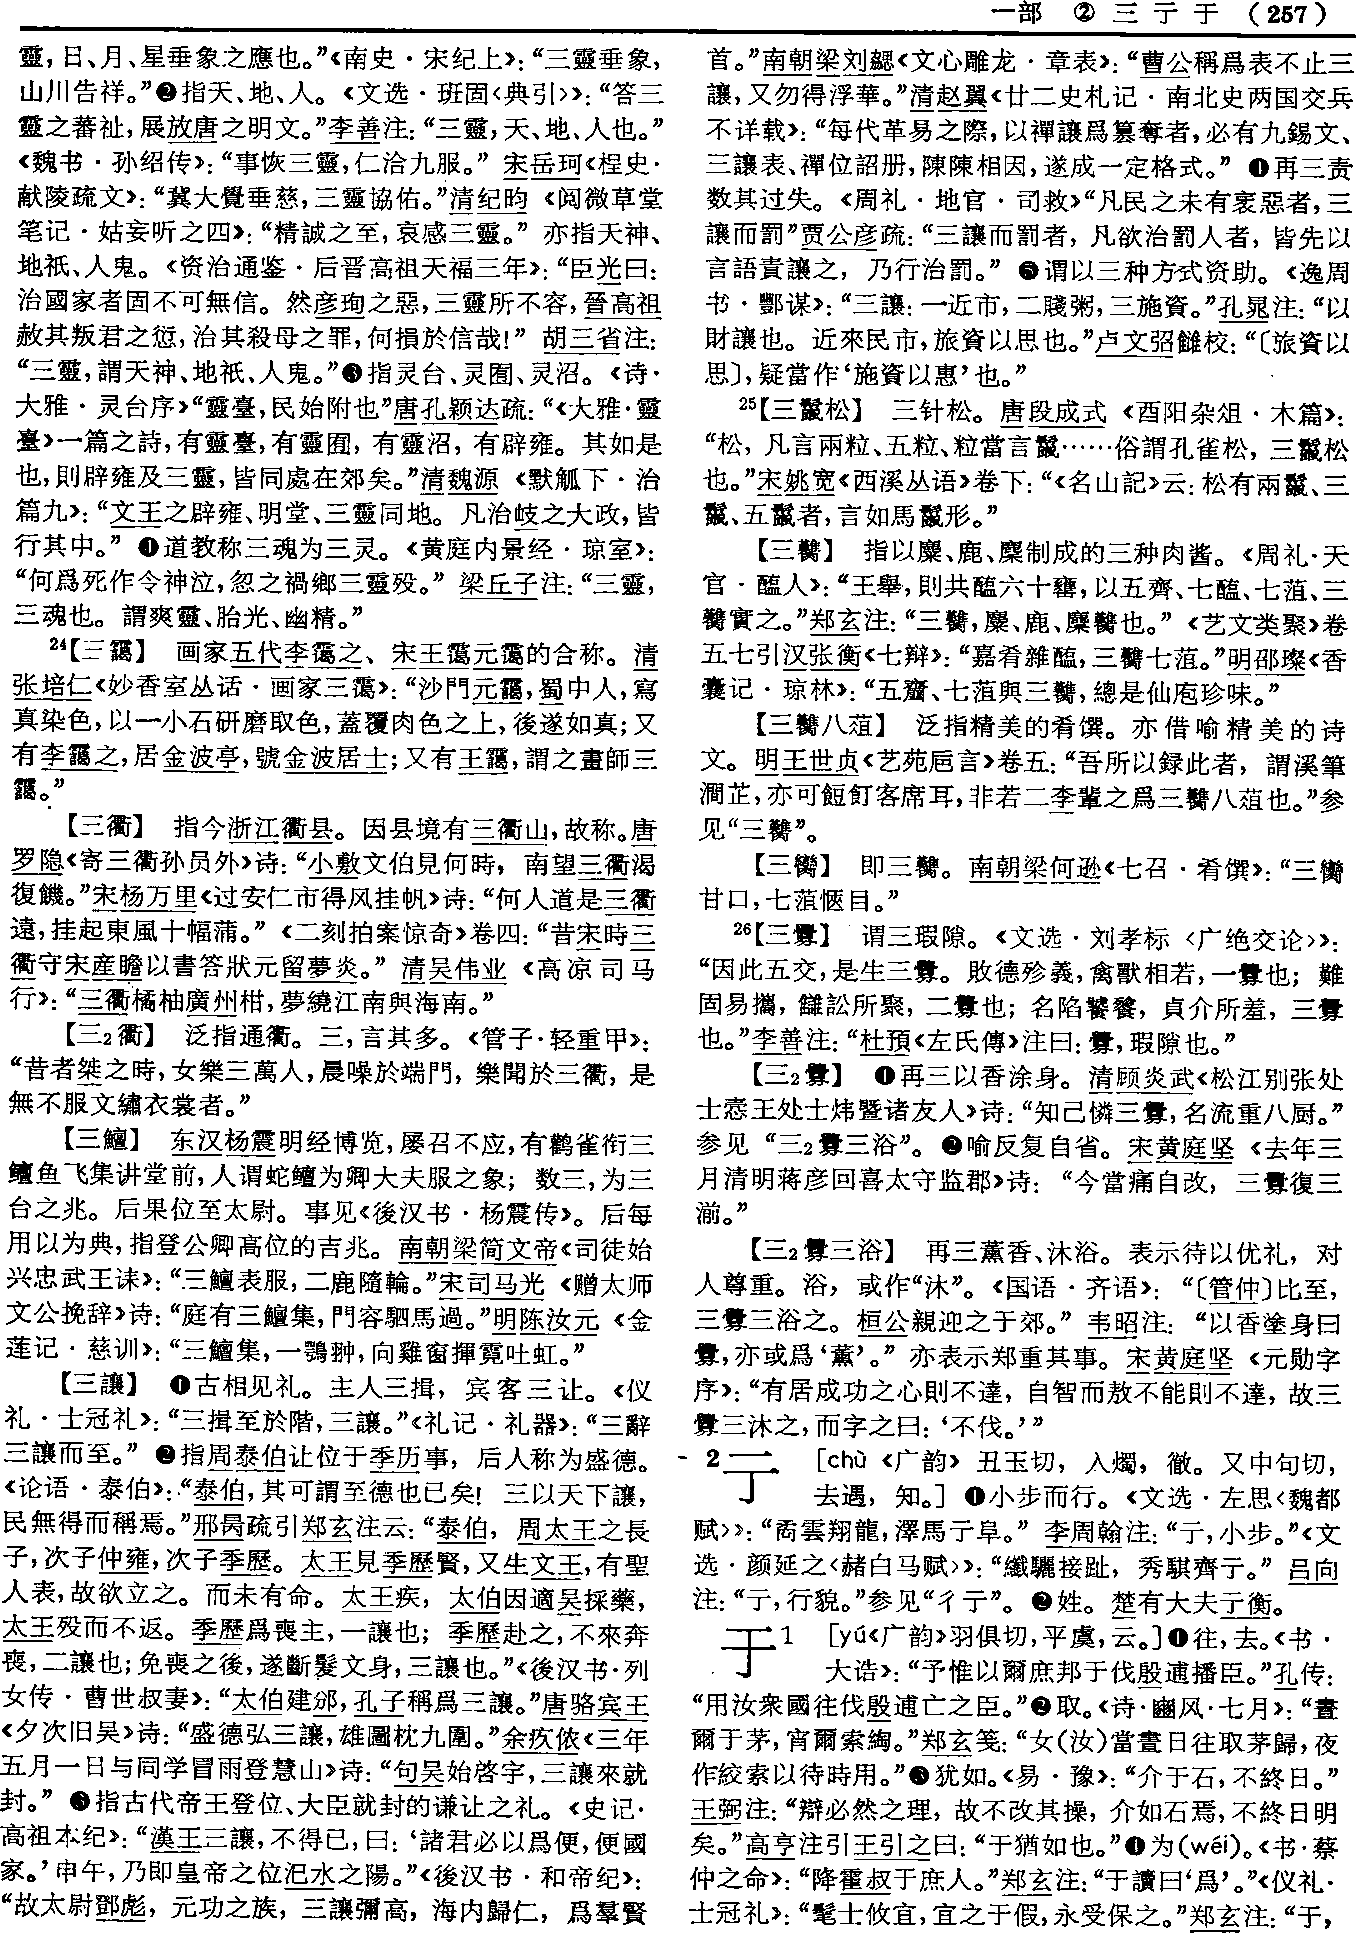 一部 ② 三 亍 于 (257)
靈，日、月、星垂象之應也。”《南史·宋纪上》：“三靈垂象，
山川告祥。”❷指天、地、人。《文选·班固〈典引〉》：“答三
靈之蕃祉，展放唐之明文。”李善注：“三靈，天、地、人也。”
《魏书·孙绍传》：“事恢三靈，仁洽九服。” 宋岳珂《桯史·
献陵疏文》：“冀大覺垂慈，三靈協佑。”清纪昀《阅微草堂
笔记·姑妄听之四》：“精誠之至，哀感三靈。” 亦指天神、
地祇、人鬼。《资治通鉴·后晋高祖天福三年》：“臣光曰：
治國家者固不可無信。然彦珣之惡，三靈所不容，晉高祖
赦其叛君之愆，治其殺母之罪，何損於信哉！” 胡三省注：
“三靈，謂天神、地祇、人鬼。”❸指灵台、灵囿、灵沼。《诗·
大雅·灵台序》“靈臺，民始附也”唐孔颖达疏：“《大雅·靈
臺》一篇之詩，有靈臺，有靈囿，有靈沼，有辟雍。其如是
也，則辟雍及三靈，皆同處在郊矣。”清魏源《默觚下·治
篇九》：“文王之辟雍、明堂、三靈同地。凡治岐之大政，皆
行其中。” ❹道教称三魂为三灵。《黄庭内景经·琼室》：
“何爲死作令神泣，忽之禍鄉三靈歿。” 梁丘子注：“三靈，
三魂也。謂爽靈、胎光、幽精。”
24【三靄】 画家五代李靄之、宋王靄元靄的合称。清
张培仁《妙香室丛话·画家三靄》：“沙門元靄，蜀中人，寫
真染色，以一小石研磨取色，蓋覆肉色之上，後遂如真；又
有李靄之，居金波亭，號金波居士；又有王靄，謂之畫師三
靄。”
【三衢】 指今浙江衢县。因县境有三衢山，故称。唐
罗隐《寄三衢孙员外》诗：“小敷文伯見何時，南望三衢渴
復饑。”宋杨万里《过安仁市得风挂帆》诗：“何人道是三衢
遠，挂起東風十幅蒲。”《二刻拍案惊奇》卷四：“昔宋時三
衢守宋産瞻以書答狀元留夢炎。” 清吴伟业《高凉司马
行》：“三衢橘柚廣州柑，夢繞江南與海南。”
【三2衢】 泛指通衢。三，言其多。《管子·轻重甲》：
“昔者桀之時，女樂三萬人，晨噪於端門，樂聞於三衢，是
無不服文繡衣裳者。”
【三鱣】 东汉杨震明经博览，屡召不应，有鹳雀衔三
鱣鱼飞集讲堂前，人谓蛇鱣为卿大夫服之象；数三，为三
台之兆。后果位至太尉。事见《後汉书·杨震传》。后每
用以为典，指登公卿高位的吉兆。南朝梁简文帝《司徒始
兴忠武王诔》：“三鱣表服，二鹿隨輪。”宋司马光《赠太师
文公挽辞》诗：“庭有三鱣集，門容駟馬過。”明陈汝元《金
莲记·慈训》：“三鱣集，一鶚翀，向雞窗揮霓吐虹。”
【三讓】 ❶古相见礼。主人三揖，宾客三让。《仪
礼·士冠礼》：“三揖至於階，三讓。”《礼记·礼器》：“三辭
三讓而至。” ❷指周泰伯让位于季历事，后人称为盛德。
《论语·泰伯》：“泰伯，其可謂至德也已矣！三以天下讓，
民無得而稱焉。”邢昺疏引郑玄注云：“泰伯，周太王之長
子，次子仲雍，次子季歷。太王見季歷賢，又生文王，有聖
人表，故欲立之。而未有命。太王疾，太伯因適吴採藥，
太王歿而不返。季歷爲喪主，一讓也；季歷赴之，不來奔
喪，二讓也；免喪之後，遂斷髮文身，三讓也。”《後汉书·列
女传·曹世叔妻》：“太伯建邠，孔子稱爲三讓。”唐骆宾王
《夕次旧吴》诗：“盛德弘三讓，雄圖枕九圍。”余疚侬《三年
五月一日与同学冒雨登慧山》诗：“句吴始啓宇，三讓來就
封。” ❸指古代帝王登位、大臣就封的谦让之礼。《史记·
高祖本纪》：“漢王三讓，不得已，曰：‘諸君必以爲便，便國
家。’甲午，乃即皇帝之位汜水之陽。”《後汉书·和帝纪》：
“故太尉鄧彪，元功之族，三讓彌高，海内歸仁，爲羣賢
首。”南朝梁刘勰《文心雕龙·章表》：“曹公稱爲表不止三
讓，又勿得浮華。”清赵翼《廿二史札记·南北史两国交兵
不详载》：“每代革易之際，以禪讓爲篡奪者，必有九錫文、
三讓表、禪位詔册，陳陳相因，遂成一定格式。” ❹再三责
数其过失。《周礼·地官·司救》“凡民之未有衺惡者，三
讓而罰”贾公彦疏：“三讓而罰者，凡欲治罰人者，皆先以
言語責讓之，乃行治罰。” ❺谓以三种方式资助。《逸周
书·酆谋》：“三讓：一近市，二賤粥，三施資。”孔晁注：“以
財讓也。近來民市，旅資以思也。”卢文弨雠校：“〔旅資以
思〕，疑當作‘施資以惠’也。”
25【三鬣松】 三针松。唐段成式《酉阳杂俎·木篇》：
“松，凡言兩粒、五粒、粒當言鬣……俗謂孔雀松，三鬣松
也。”宋姚宽《西溪丛语》卷下：“《名山記》云：松有兩鬣、三
鬣、五鬣者，言如馬鬣形。”
【三臡】 指以麋、鹿、麇制成的三种肉酱。《周礼·天
官·醢人》：“王舉，則共醢六十罋，以五齊、七醢、七菹、三
臡實之。”郑玄注：“三臡，麋、鹿、麇臡也。”《艺文类聚》卷
五七引汉张衡《七辩》：“嘉肴雜醢，三臡七菹。”明邵璨《香
囊记·琼林》：“五齏、七菹與三臡，總是仙庖珍味。”
【三臡八菹】 泛指精美的肴馔。亦借喻精美的诗
文。明王世贞《艺苑卮言》卷五：“吾所以録此者，謂溪筆
澗芷，亦可餖飣客席耳，非若二李輩之爲三臡八菹也。”参
见“三臡”。
【三臠】 即三臡。南朝梁何逊《七召·肴馔》：“三臠
甘口，七菹愜目。”
26【三釁】 谓三瑕隙。《文选·刘孝标〈广绝交论〉》：
“因此五交，是生三釁。敗德殄義，禽獸相若，一釁也；難
固易攜，讎訟所聚，二釁也；名陷饕餮，貞介所羞，三釁
也。”李善注：“杜預《左氏傳》注曰：釁，瑕隙也。”
【三2釁】 ❶再三以香涂身。清顾炎武《松江别张处
士悫王处士炜暨诸友人》诗：“知己憐三釁，名流重八厨。”
参见“三2釁三浴”。❷喻反复自省。宋黄庭坚《去年三
月清明蒋彦回喜太守监郡》诗：“今當痛自改，三釁復三
湔。”
【三2釁三浴】 再三薰香、沐浴。表示待以优礼，对
人尊重。浴，或作“沐”。《国语·齐语》：“〔管仲〕比至，
三釁三浴之。桓公親迎之于郊。” 韦昭注：“以香塗身曰
釁，亦或爲‘薰’。” 亦表示郑重其事。宋黄庭坚《元勋字
序》：“有居成功之心則不達，自智而敖不能則不達，故三
釁三沐之，而字之曰：‘不伐。’”
2亍 [chù《广韵》丑玉切，入燭，徹。又中句切，
去遇，知。] ❶小步而行。《文选·左思〈魏都
赋〉》：“矞雲翔龍，澤馬亍阜。” 李周翰注：“亍，小步。”《文
选·颜延之〈赭白马赋〉》：“纖驪接趾，秀騏齊亍。” 吕向
注：“亍，行貌。”参见“彳亍”。❷姓。楚有大夫亍衡。
于1 [yú《广韵》羽俱切，平虞，云。]❶往，去。《书·
大诰》：“予惟以爾庶邦于伐殷逋播臣。”孔传：
“用汝衆國往伐殷逋亡之臣。”❷取。《诗·豳风·七月》：“晝
爾于茅，宵爾索綯。”郑玄笺：“女(汝)當晝日往取茅歸，夜
作絞索以待時用。”❸犹如。《易·豫》：“介于石，不終日。”
王弼注：“辯必然之理，故不改其操，介如石焉，不終日明
矣。”高亨注引王引之曰：“于猶如也。”❹为(wéi)。《书·蔡
仲之命》：“降霍叔于庶人。”郑玄注：“于讀曰‘爲’。”《仪礼·
士冠礼》：“髦士攸宜，宜之于假，永受保之。”郑玄注：“于，